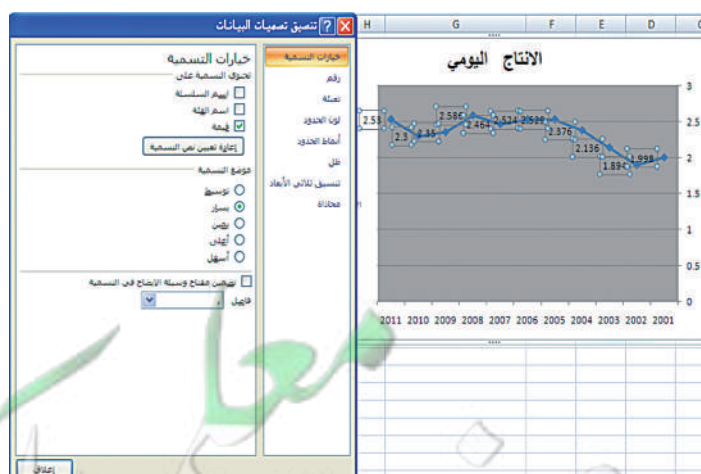 تنسيق تسميات البيانات
خيارات التسمية
رقم
تعبئة
لون الحدود
أنماط الحدود
ظل
تنسيق ثلاثي الأبعاد
محاذاة
خيارات التسمية
تحتوي التسمية على
اسم السلسلة
اسم الفئة
قيمة
إعادة تعيين نص التسمية
موضع التسمية
توسيط
يسار
يمين
أعلى
أسفل
تضمين مفتاح وسيلة الإيضاح في التسمية
فاصل
إغلاق
H G F E D C
الانتاج اليومي
3
2.5
2
1.5
1
0.5
0
2.53 2.3 2.35 2.586 2.464 2.524 2.529 2.376 2.136 1.894 1.998
2011 2010 2009 2008 2007 2006 2005 2004 2003 2002 2001